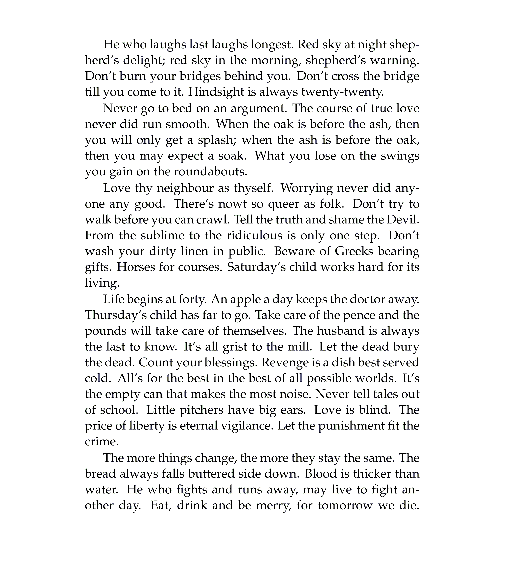 He who laughs last laughs longest. Red sky at night shep-
herd's delight; red sky in the morning, shepherd's warning.
Don't burn your bridges behind you. Don't cross the bridge
till you come to it. Hindsight is always twenty-twenty.
Never go to bed on an argument. The course of true love
never did run smooth. When the oak is before the ash, then
you will only get a splash; when the ash is before the oak,
then you may expect a soak. What you lose on the swings
you gain on the roundabouts.
Love thy neighbour as thyself. Worrying never did any-
one any good. There's nowt so queer as folk. Don't try to
walk before you can crawl. Tell the truth and shame the Devil.
From the sublime to the ridiculous is only one step. Don't
wash your dirty linen in public. Beware of Greeks bearing
gifts. Horses for courses. Saturday's child works hard for its
living.
Life begins at forty. An apple a day keeps the doctor away.
Thursday's child has far to go. Take care of the pence and the
pounds will take care of themselves. The husband is always
the last to know. It's all grist to the mill. Let the dead bury
the dead. Count your blessings. Revenge is a dish best served
cold. All's for the best in the best of all possible worlds. It's
the empty can that makes the most noise. Never tell tales out
of school. Little pitchers have big ears. Love is blind. The
price of liberty is eternal vigilance. Let the punishment fit the
crime.
The more things change, the more they stay the same. The
bread always falls buttered side down. Blood is thicker than
water. He who fights and runs away, may live to fight an-
other day. Eat, drink and be merry, for tomorrow we die.